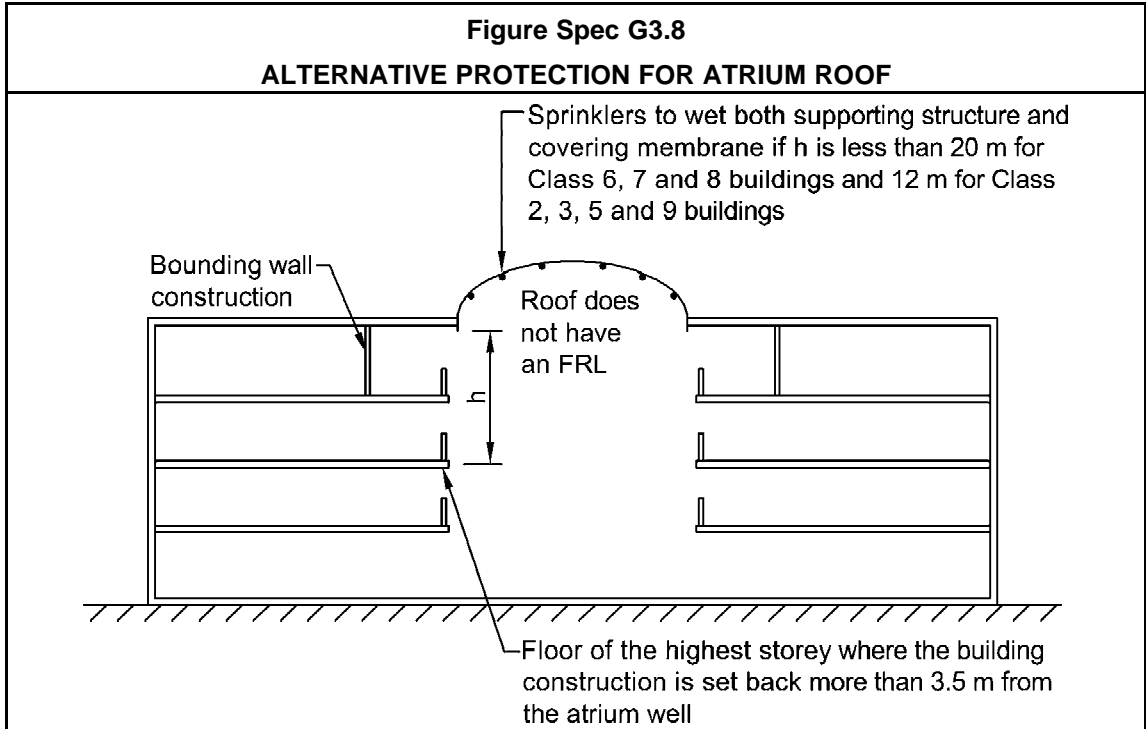 Figure Spec G3.8
ALTERNATIVE PROTECTION FOR ATRIUM ROOF
Sprinklers to wet both supporting structure and
covering membrane if h is less than 20 m for
Class 6, 7 and 8 buildings and 12 m for Class
2, 3, 5 and 9 buildings
Bounding wall
construction
Roof does
not have
an FRL
h
Floor of the highest storey where the building
construction is set back more than 3.5 m from
the atrium well